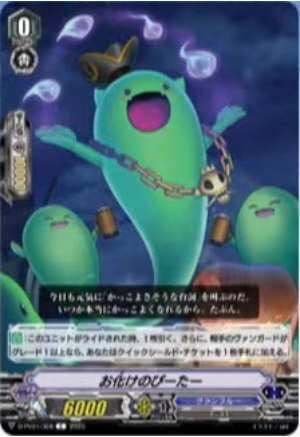 0
今日も元気に「かっこよさそうな台詞」を叫ぶのだ。
いつか本当にかっこよくなれるから、たぶん。
:このユニットがライドされた時、1枚引く。さらに、相手のヴァンガードが
グレード1以上なら、あなたはクイックシールド・チケットを1枚手札に加える。
お化けのぴーたー
6000
グランブルー